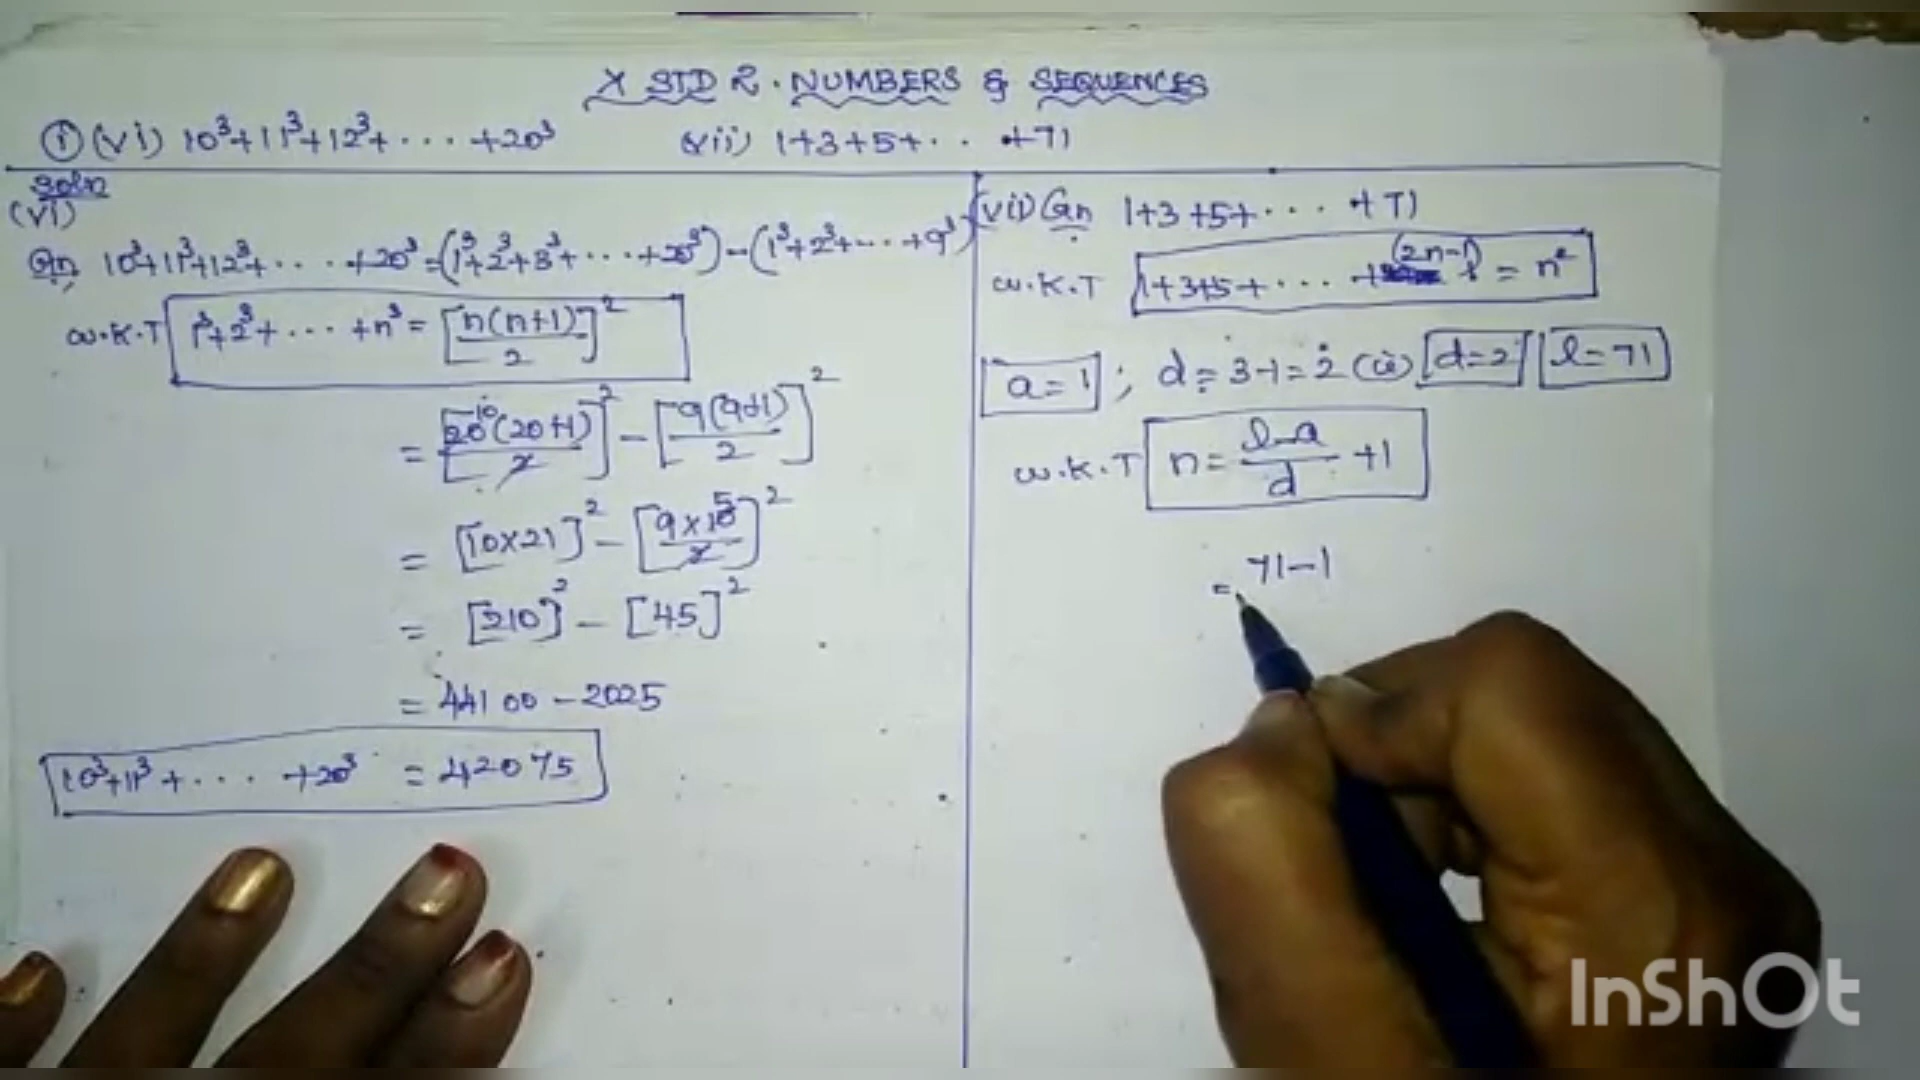 X STD 2. NUMBERS & SEQUENCES
① (vi) 10³+11³+12³+ . . . +20³ (vii) 1+3+5+ . . +71
Soln
(vi)
Gn 10³+11³+12³+ . . . . +20³ = (1³+2³+3³+ . . . +20³) - (1³+2³+ - . . +9³)
W.K.T 1³+2³+ . . . +n³ = [n(n+1)/2]²
= [20 10(20+1)/2]² - [9(9+1)/2]²
= [10×21]² - [9×10 5/2]²
= [210]² - [45]²
= 44100 - 2025
10³+11³+ . . . . +20³ = 42075
(vii) Gn 1+3+5+ . . . . +71
W.K.T 1+3+5+ . . . . + (2n-1) = n²
a=1 ; d = 3-1 = 2 (ie) d=2 l=71
W.K.T n = l-a/d +1
= 71-1
InShOt